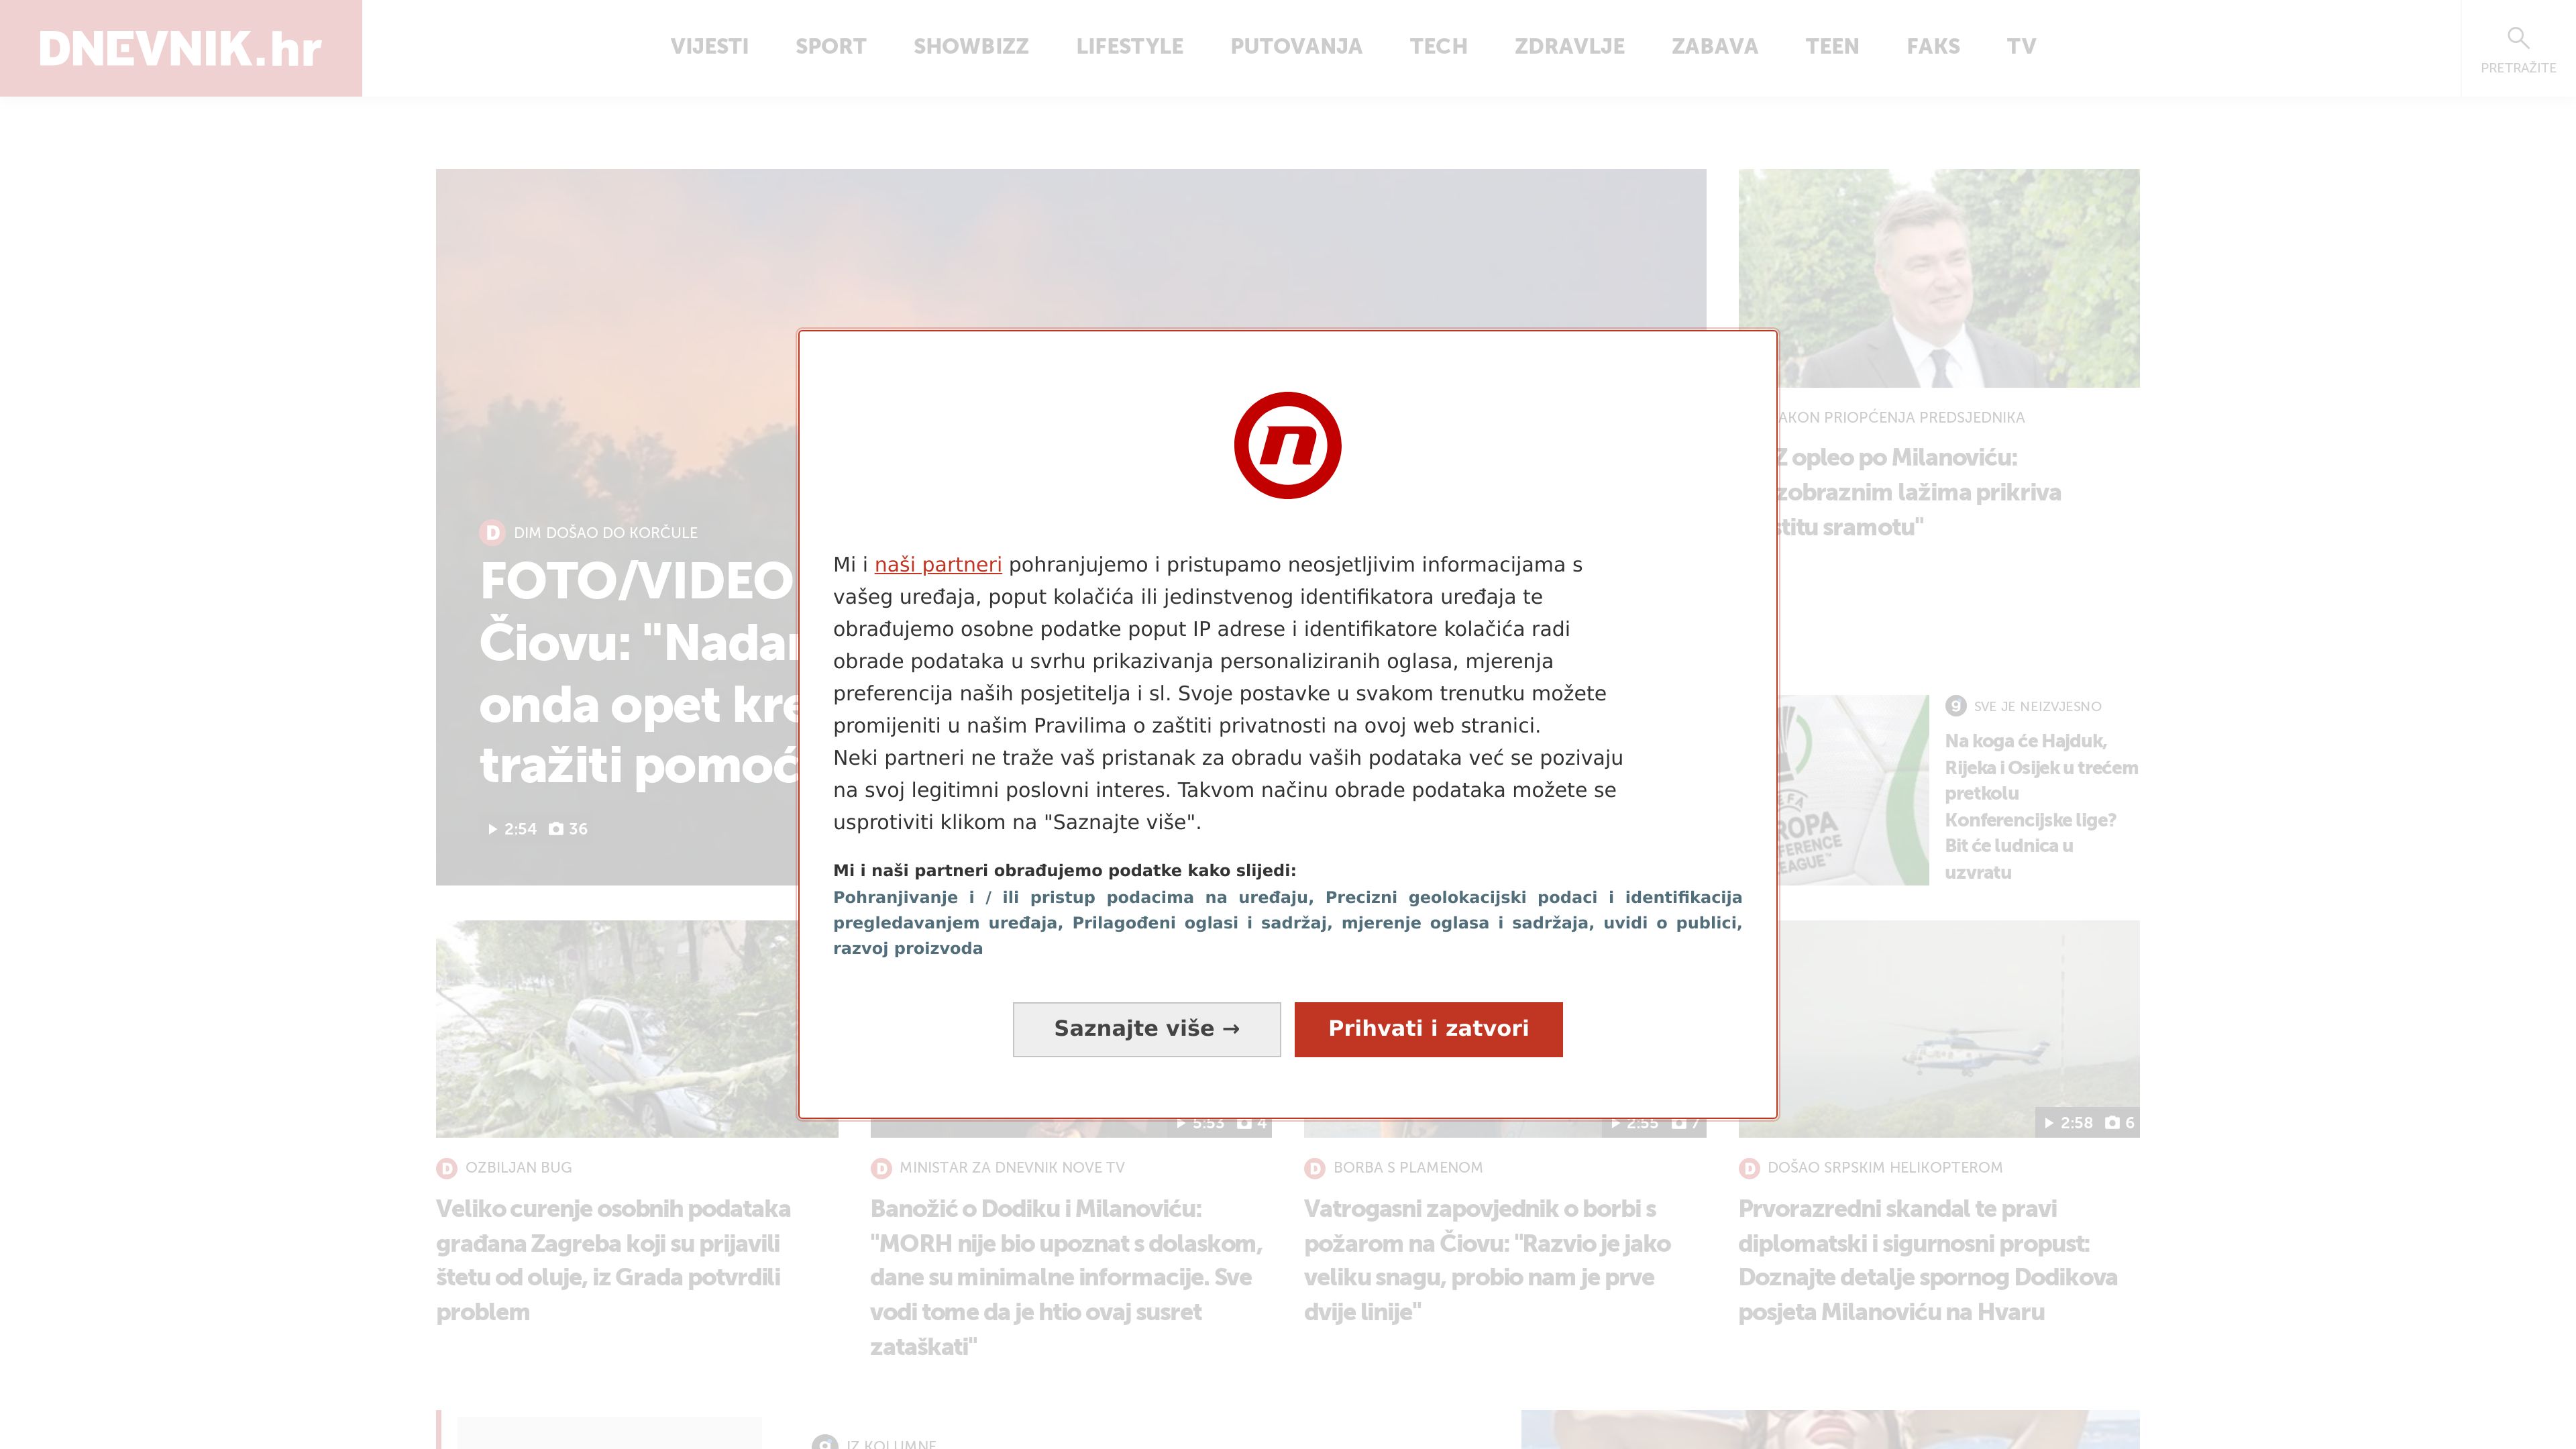 DNEVNIK.hr
VIJESTI SPORT SHOWBIZZ LIFESTYLE PUTOVANJA TECH ZDRAVLJE ZABAVA TEEN FAKS TV
PRETRAŽITE
D DIM DOŠAO DO KORČULE
FOTO/VIDEO
Čiovu: "Nadam
onda opet kre
tražiti pomoć
2:54 36
AKON PRIOPĆENJA PREDSJEDNIKA
Z opleo po Milanoviću:
zobraznim lažima prikriva
stitu sramotu"
9 SVE JE NEIZVJESNO
Na koga će Hajduk,
Rijeka i Osijek u trećem
pretkolu
Konferencijske lige?
Bit će ludnica u
uzvratu
n
Mi i naši partneri pohranjujemo i pristupamo neosjetljivim informacijama s
vašeg uređaja, poput kolačića ili jedinstvenog identifikatora uređaja te
obrađujemo osobne podatke poput IP adrese i identifikatore kolačića radi
obrade podataka u svrhu prikazivanja personaliziranih oglasa, mjerenja
preferencija naših posjetitelja i sl. Svoje postavke u svakom trenutku možete
promijeniti u našim Pravilima o zaštiti privatnosti na ovoj web stranici.
Neki partneri ne traže vaš pristanak za obradu vaših podataka već se pozivaju
na svoj legitimni poslovni interes. Takvom načinu obrade podataka možete se
usprotiviti klikom na "Saznajte više".
Mi i naši partneri obrađujemo podatke kako slijedi:
Pohranjivanje i / ili pristup podacima na uređaju, Precizni geolokacijski podaci i identifikacija
pregledavanjem uređaja, Prilagođeni oglasi i sadržaj, mjerenje oglasa i sadržaja, uvidi o publici,
razvoj proizvoda
Saznajte više → Prihvati i zatvori
5:53 4
2:55 7
2:58 6
D OZBILJAN BUG
Veliko curenje osobnih podataka
građana Zagreba koji su prijavili
štetu od oluje, iz Grada potvrdili
problem
D MINISTAR ZA DNEVNIK NOVE TV
Banožić o Dodiku i Milanoviću:
"MORH nije bio upoznat s dolaskom,
dane su minimalne informacije. Sve
vodi tome da je htio ovaj susret
zataškati"
D BORBA S PLAMENOM
Vatrogasni zapovjednik o borbi s
požarom na Čiovu: "Razvio je jako
veliku snagu, probio nam je prve
dvije linije"
D DOŠAO SRPSKIM HELIKOPTEROM
Prvorazredni skandal te pravi
diplomatski i sigurnosni propust:
Doznajte detalje spornog Dodikova
posjeta Milanoviću na Hvaru
9 IZ KOLUMNE